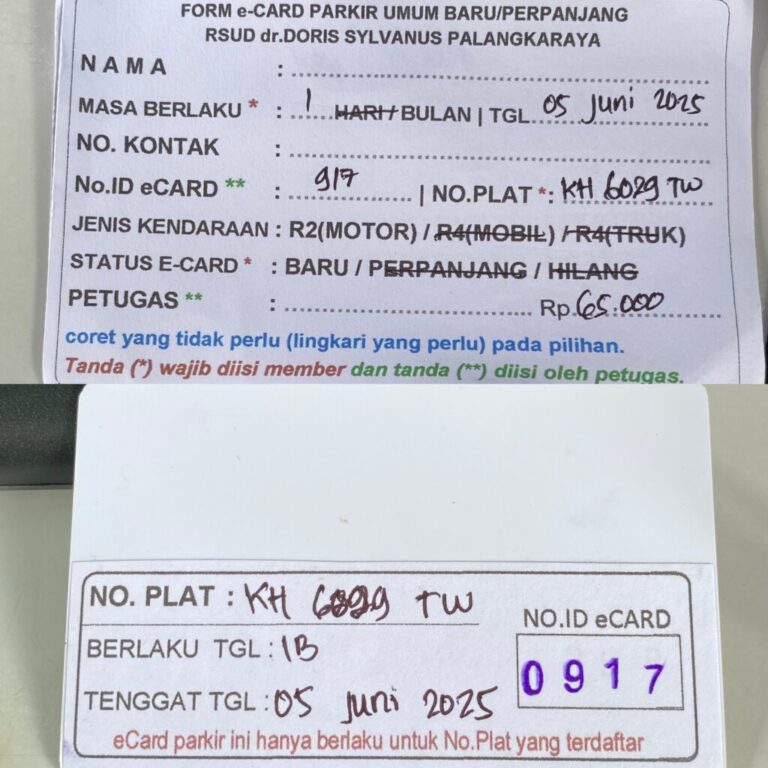 FORM e-CARD PARKIR UMUM BARU/PERPANJANG
RSUD dr.DORIS SYLVANUS PALANGKARAYA
NAMA :
MASA BERLAKU * : 1 HARI / BULAN | TGL 05 Juni 2025
NO. KONTAK :
No.ID eCARD ** : 917 | NO.PLAT *: KH 6029 TW
JENIS KENDARAAN : R2(MOTOR) / R4(MOBIL) / R4(TRUK)
STATUS E-CARD * : BARU / PERPANJANG / HILANG
PETUGAS ** : Rp. 65.000
coret yang tidak perlu (lingkari yang perlu) pada pilihan.
Tanda (*) wajib diisi member dan tanda (**) diisi oleh petugas.
NO. PLAT : KH 6029 TW
NO.ID eCARD
BERLAKU TGL : 1B
0917
TENGGAT TGL : 05 Juni 2025
eCard parkir ini hanya berlaku untuk No.Plat yang terdaftar